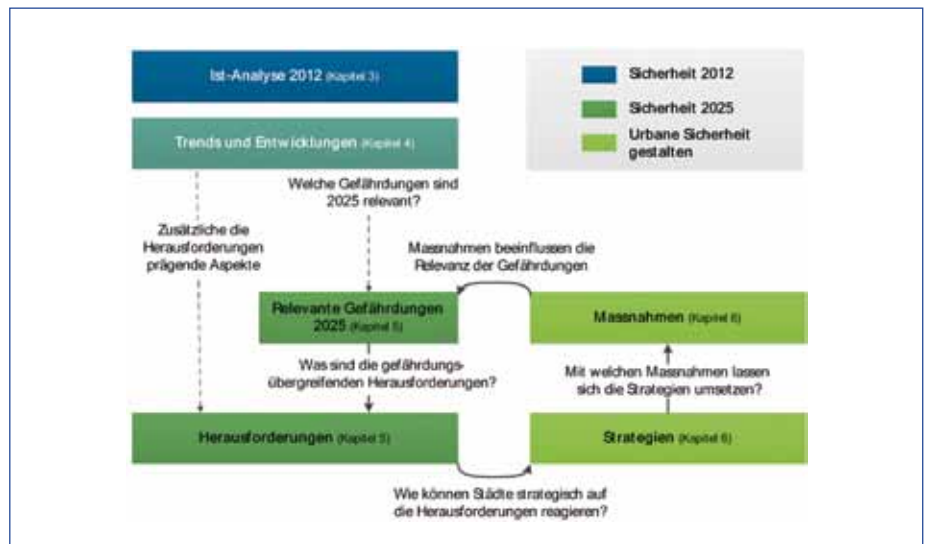 Ist-Analyse 2012 (Kapitel 3)
Sicherheit 2012
Sicherheit 2025
Urbane Sicherheit
gestalten
Trends und Entwicklungen (Kapitel 4)
Welche Gefährdungen sind
2025 relevant?
Zusätzliche die
Herausforderungen
prägende Aspekte
Massnahmen beeinflussen die
Relevanz der Gefährdungen
Relevante Gefährdungen
2025 (Kapitel 5)
Massnahmen (Kapitel 6)
Was sind die gefährdungs-
übergreifenden Herausforderungen?
Mit welchen Massnahmen lassen
sich die Strategien umsetzen?
Herausforderungen (Kapitel 5)
Strategien (Kapitel 6)
Wie können Städte strategisch auf
die Herausforderungen reagieren?